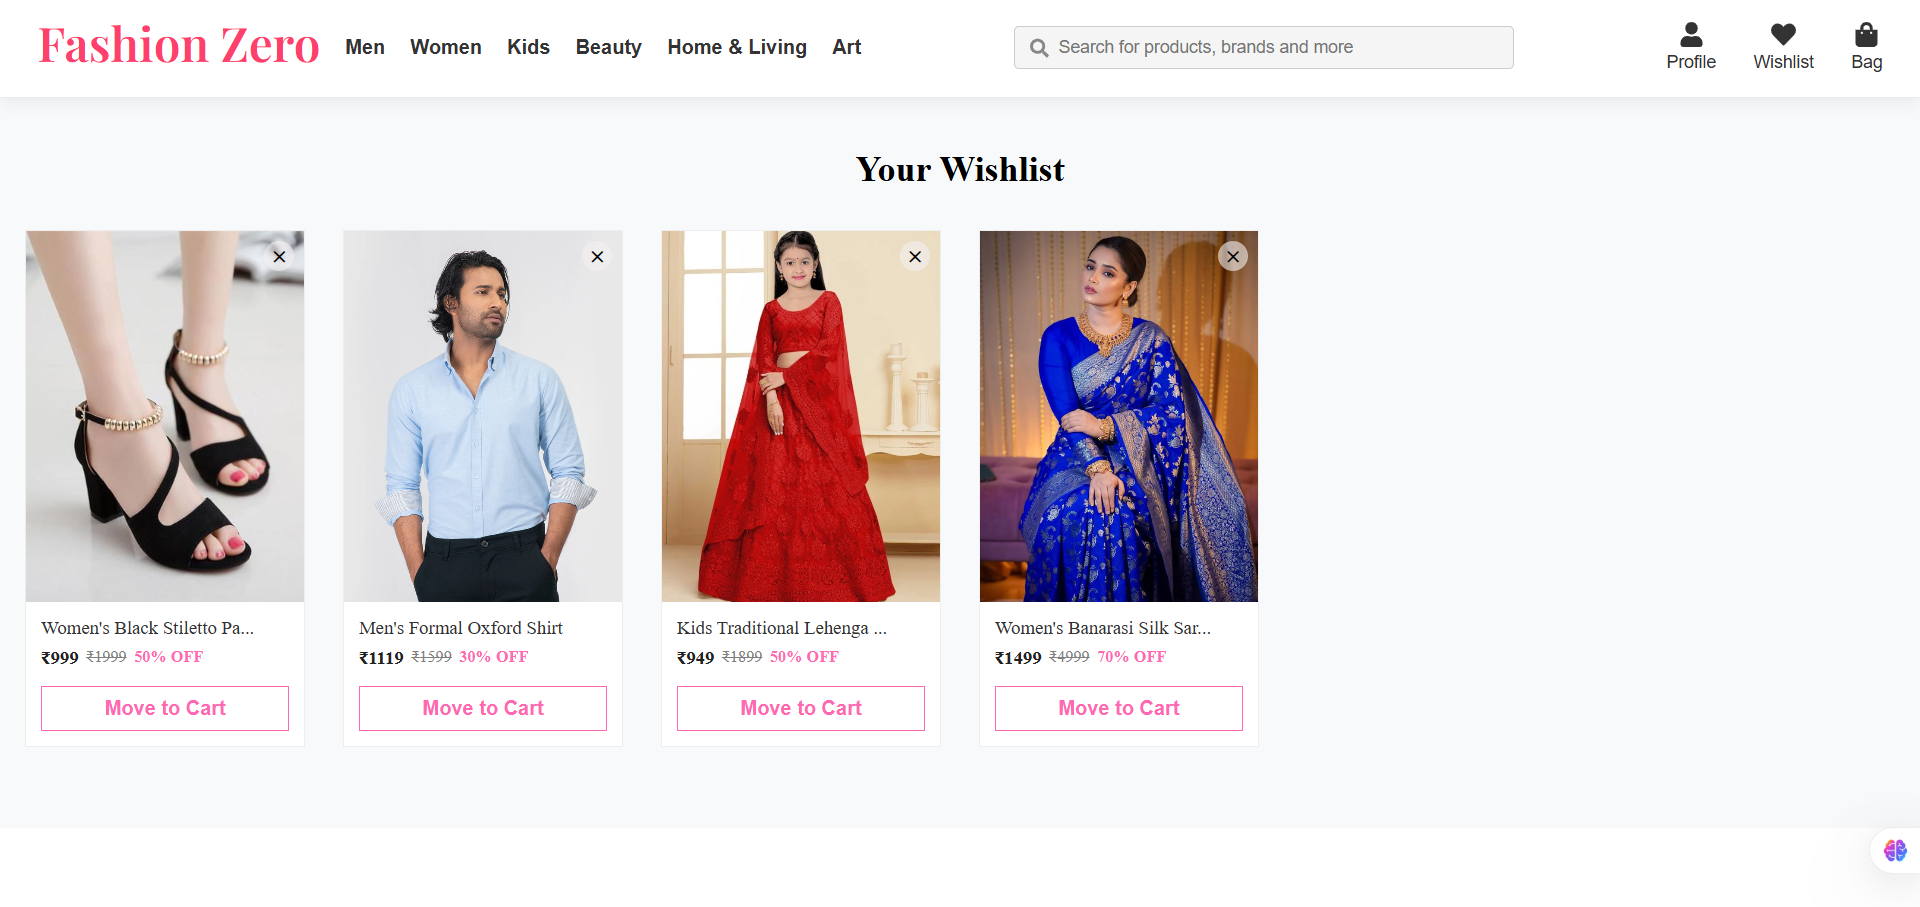 Fashion Zero Men Women Kids Beauty Home & Living Art Search for products, brands and more Profile Wishlist Bag
Your Wishlist
Women's Black Stiletto Pa...
₹999 ₹1999 50% OFF
Move to Cart
Men's Formal Oxford Shirt
₹1119 ₹1599 30% OFF
Move to Cart
Kids Traditional Lehenga ...
₹949 ₹1899 50% OFF
Move to Cart
Women's Banarasi Silk Sar...
₹1499 ₹4999 70% OFF
Move to Cart